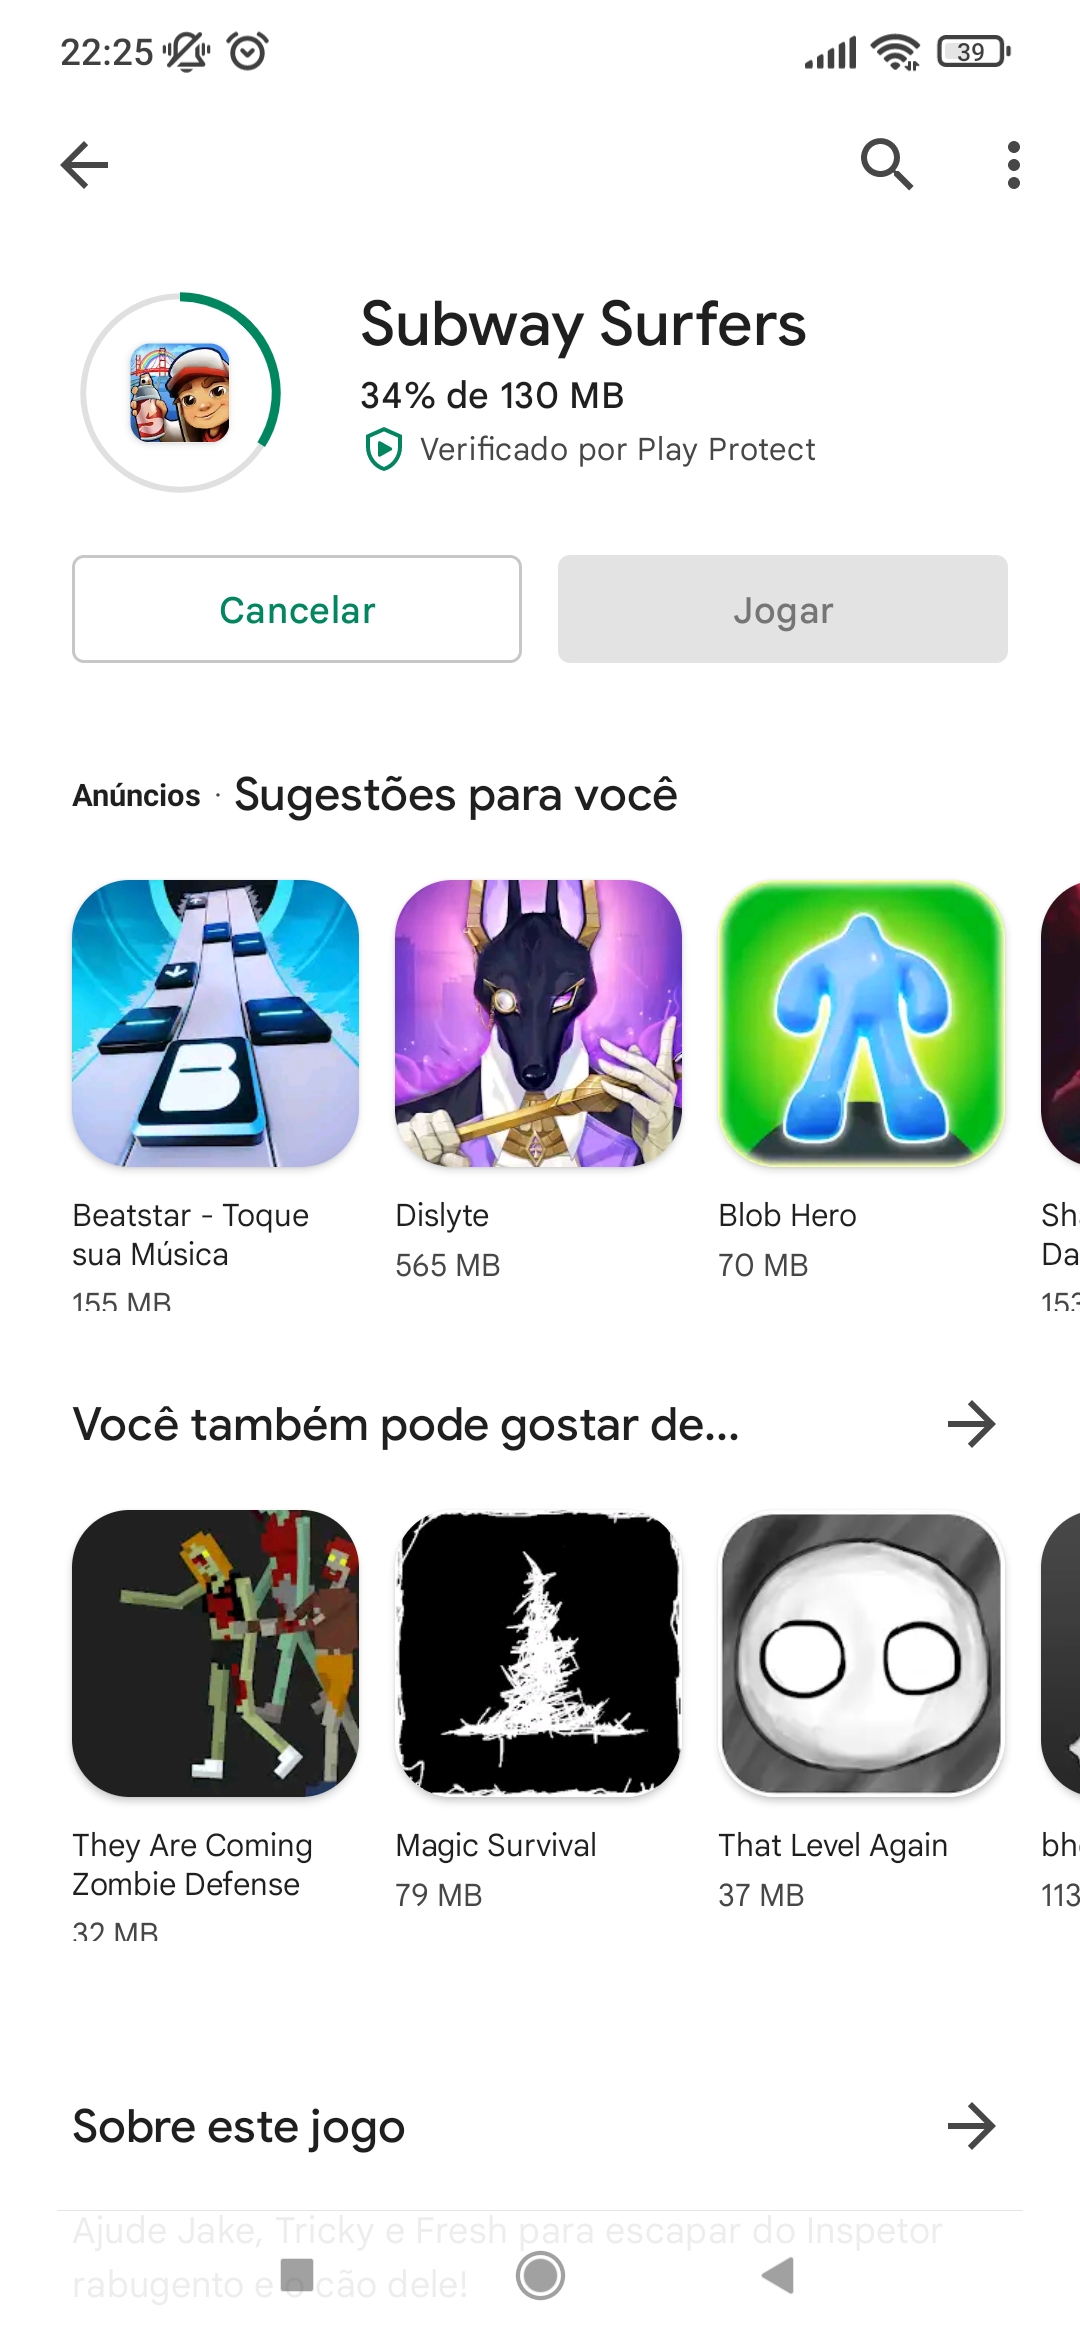 22:25
39
Subway Surfers
34% de 130 MB
Verificado por Play Protect
Cancelar
Jogar
Anúncios · Sugestões para você
B
Beatstar - Toque
sua Música
155 MB
Dislyte
565 MB
Blob Hero
70 MB
Sh
Da
153
Você também pode gostar de...
They Are Coming
Zombie Defense
32 MB
Magic Survival
79 MB
That Level Again
37 MB
bh
113
Sobre este jogo
Ajude Jake, Tricky e Fresh para escapar do Inspetor
rabugento e o cão dele!